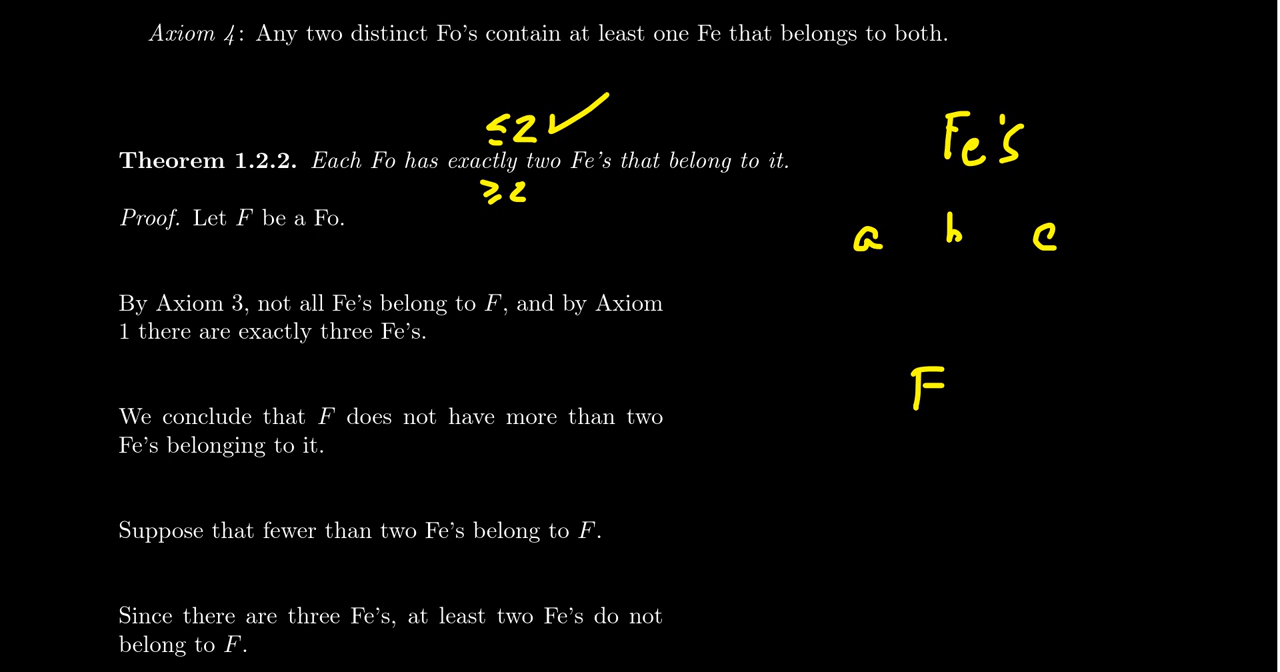 Axiom 4: Any two distinct Fo's contain at least one Fe that belongs to both.
≤2 ✓
Fe's
Theorem 1.2.2. Each Fo has exactly two Fe's that belong to it.
≥2
Proof. Let F be a Fo.
a b c
By Axiom 3, not all Fe's belong to F, and by Axiom
1 there are exactly three Fe's.
F
We conclude that F does not have more than two
Fe's belonging to it.
Suppose that fewer than two Fe's belong to F.
Since there are three Fe's, at least two Fe's do not
belong to F.